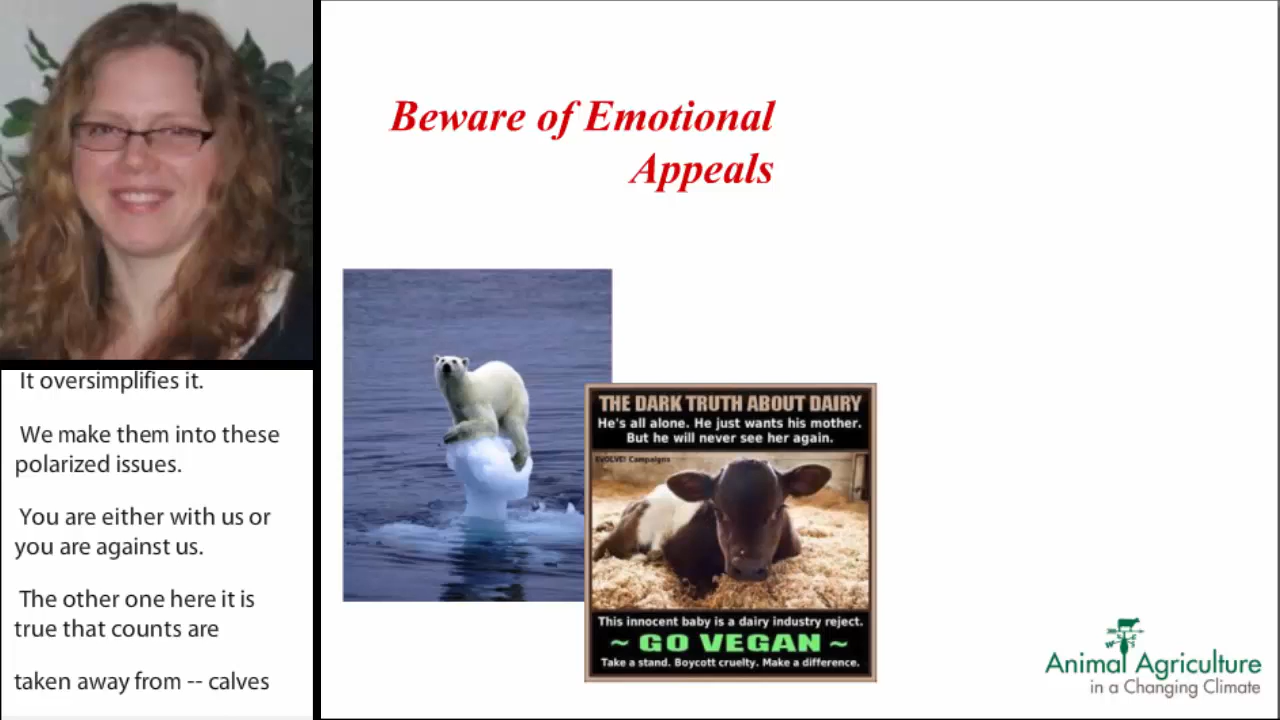 Beware of Emotional
Appeals
It oversimplifies it.
We make them into these
polarized issues.
You are either with us or
you are against us.
The other one here it is
true that counts are
taken away from -- calves
THE DARK TRUTH ABOUT DAIRY
He's all alone. He just wants his mother.
But he will never see her again.
EVOLVE! Campaigns
This innocent baby is a dairy industry reject.
~ GO VEGAN ~
Take a stand. Boycott cruelty. Make a difference.
Animal Agriculture
in a Changing Climate